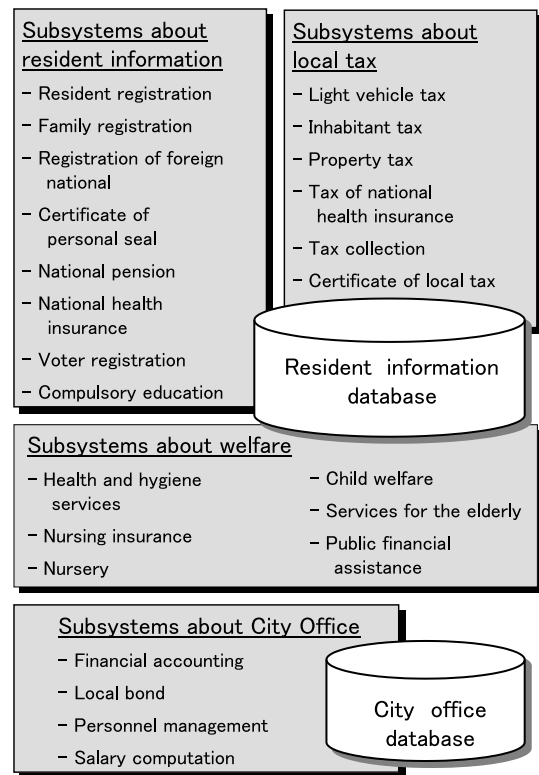 Subsystems about
resident information
– Resident registration
– Family registration
– Registration of foreign
national
– Certificate of
personal seal
– National pension
– National health
insurance
– Voter registration
– Compulsory education
Subsystems about
local tax
– Light vehicle tax
– Inhabitant tax
– Property tax
– Tax of national
health insurance
– Tax collection
– Certificate of local tax
Resident information
database
Subsystems about welfare
– Health and hygiene
services
– Nursing insurance
– Nursery
– Child welfare
– Services for the elderly
– Public financial
assistance
Subsystems about City Office
– Financial accounting
– Local bond
– Personnel management
– Salary computation
City office
database